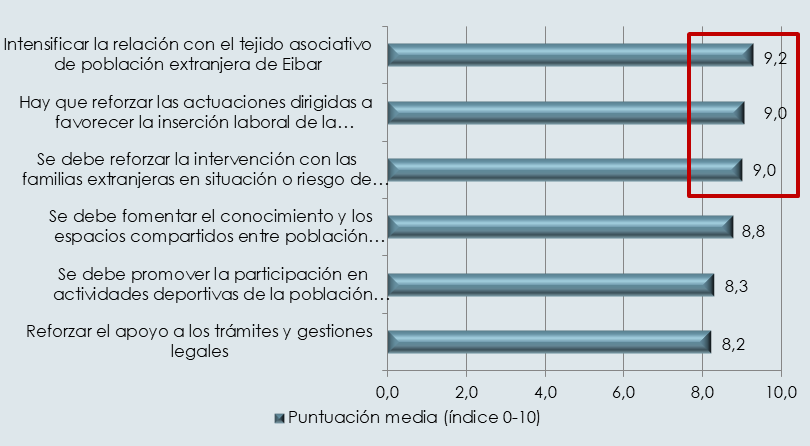 Intensificar la relación con el tejido asociativo
de población extranjera de Eibar
9,2
Hay que reforzar las actuaciones dirigidas a
favorecer la inserción laboral de la…
9,0
Se debe reforzar la intervención con las
familias extranjeras en situación o riesgo de…
9,0
Se debe fomentar el conocimiento y los
espacios compartidos entre población…
8,8
Se debe promover la participación en
actividades deportivas de la población…
8,3
Reforzar el apoyo a los trámites y gestiones
legales
8,2
0,0 2,0 4,0 6,0 8,0 10,0
Puntuación media (índice 0-10)